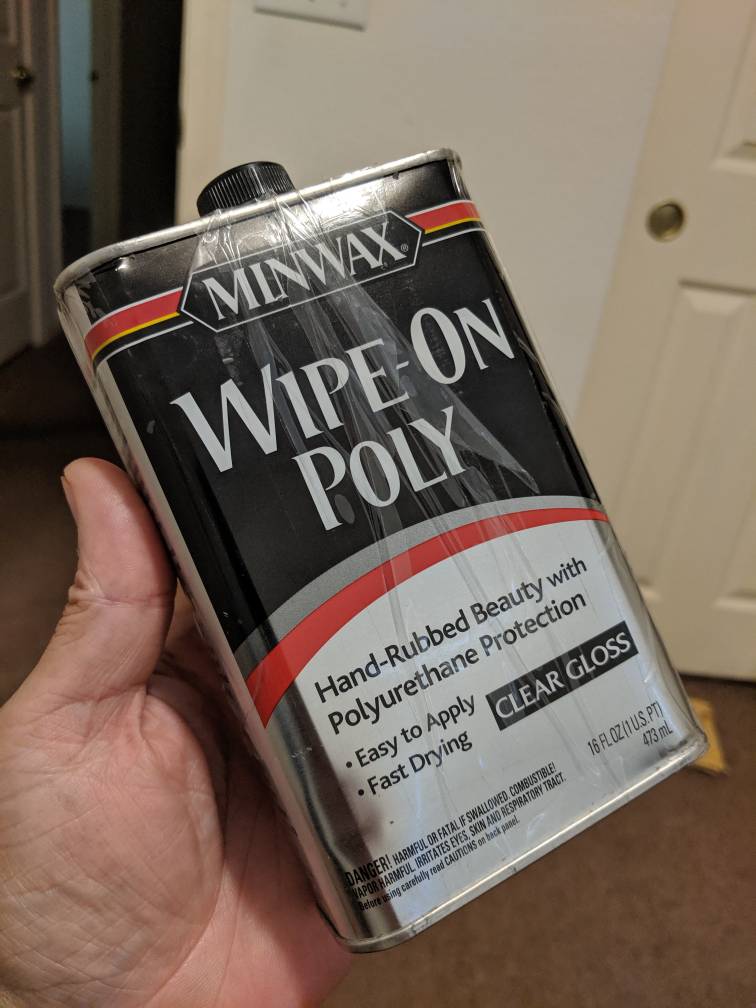 MINWAX®
WIPE-ON
POLY
Hand-Rubbed Beauty with
Polyurethane Protection
• Easy to Apply
• Fast Drying
CLEAR GLOSS
16 FL OZ (1 U.S. PT)
473 mL
DANGER! HARMFUL OR FATAL IF SWALLOWED. COMBUSTIBLE!
VAPOR HARMFUL. IRRITATES EYES, SKIN AND RESPIRATORY TRACT.
Before using carefully read CAUTIONS on back panel.